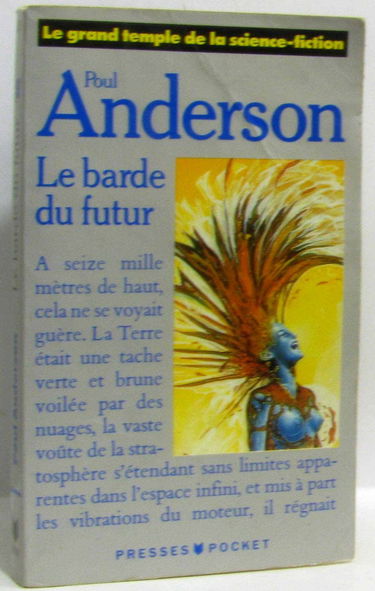 Le grand temple de la science-fiction
Poul
Anderson
Le barde
du futur
A seize mille
mètres de haut,
cela ne se voyait
guère. La Terre
était une tache
verte et brune
voilée par des
nuages, la vaste
voûte de la stra-
tosphère s'étendant sans limites appa-
rentes dans l'espace infini, et mis à part
les vibrations du moteur, il régnait
PRESSES POCKET